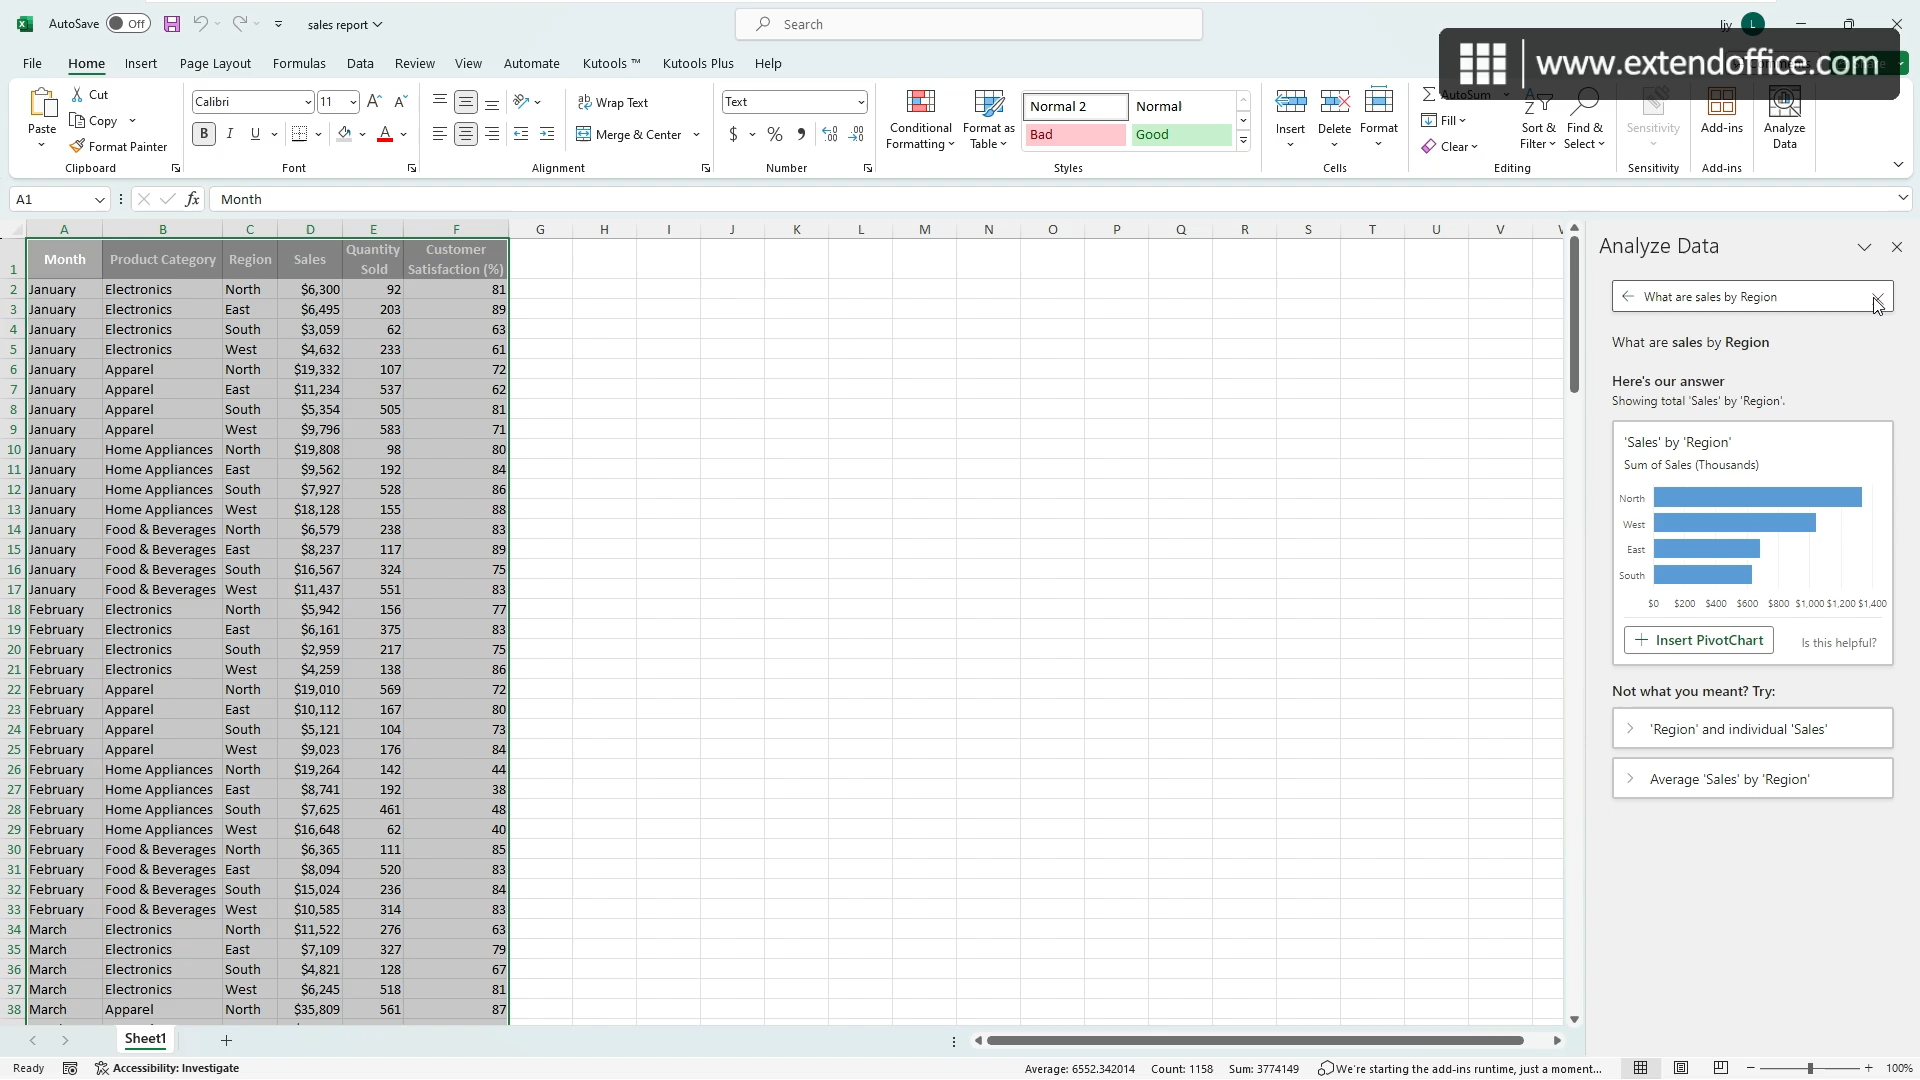 AutoSave Off sales report Search ljy L
www.extendoffice.com
File Home Insert Page Layout Formulas Data Review View Automate Kutools ™ Kutools Plus Help
Paste Cut Copy Format Painter Clipboard
Calibri 11 B I U A Font
Wrap Text Merge & Center Alignment
Text $ % Number
Conditional Formatting Format as Table Normal 2 Normal Bad Good Styles
Insert Delete Format Cells
AutoSum Fill Clear Sort & Filter Find & Select Editing
Sensitivity Sensitivity
Add-ins Add-ins
Analyze Data
A1 fx Month
A B C D E F G H I J K L M N O P Q R S T U V
1 Month Product Category Region Sales Quantity Sold Customer Satisfaction (%)
2 January Electronics North $6,300 92 81
3 January Electronics East $6,495 203 89
4 January Electronics South $3,059 62 63
5 January Electronics West $4,632 233 61
6 January Apparel North $19,332 107 72
7 January Apparel East $11,234 537 62
8 January Apparel South $5,354 505 81
9 January Apparel West $9,796 583 71
10 January Home Appliances North $19,808 98 80
11 January Home Appliances East $9,562 192 84
12 January Home Appliances South $7,927 528 86
13 January Home Appliances West $18,128 155 88
14 January Food & Beverages North $6,579 238 83
15 January Food & Beverages East $8,237 117 89
16 January Food & Beverages South $16,567 324 75
17 January Food & Beverages West $11,437 551 83
18 February Electronics North $5,942 156 77
19 February Electronics East $6,161 375 83
20 February Electronics South $2,959 217 75
21 February Electronics West $4,259 138 86
22 February Apparel North $19,010 569 72
23 February Apparel East $10,112 167 80
24 February Apparel South $5,121 104 73
25 February Apparel West $9,023 176 84
26 February Home Appliances North $19,264 142 44
27 February Home Appliances East $8,741 192 38
28 February Home Appliances South $7,625 461 48
29 February Home Appliances West $16,648 62 40
30 February Food & Beverages North $6,365 111 85
31 February Food & Beverages East $8,094 520 83
32 February Food & Beverages South $15,024 236 84
33 February Food & Beverages West $10,585 314 83
34 March Electronics North $11,522 276 63
35 March Electronics East $7,109 327 79
36 March Electronics South $4,821 128 67
37 March Electronics West $6,245 518 81
38 March Apparel North $35,809 561 87
Analyze Data
What are sales by Region
What are sales by Region
Here's our answer
Showing total 'Sales' by 'Region'.
'Sales' by 'Region'
Sum of Sales (Thousands)
North
West
East
South
$0 $200 $400 $600 $800 $1,000 $1,200 $1,400
+ Insert PivotChart Is this helpful?
Not what you meant? Try:
'Region' and individual 'Sales'
Average 'Sales' by 'Region'
Sheet1
Ready Accessibility: Investigate Average: 6552.342014 Count: 1158 Sum: 3774149 We're starting the add-ins runtime, just a moment... 100%